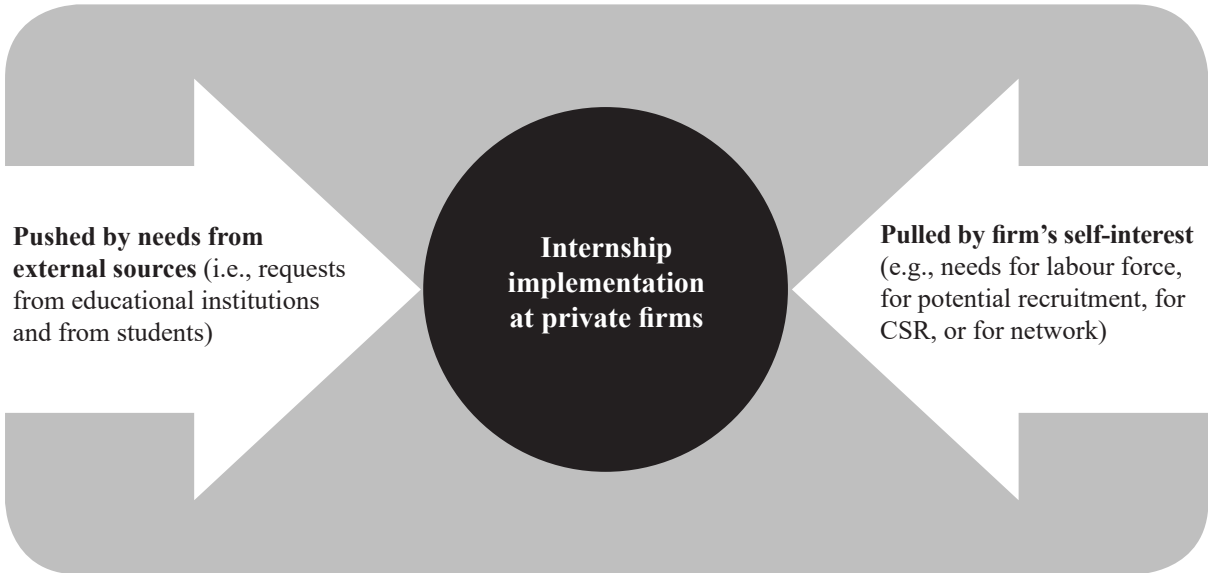 Pushed by needs from
external sources (i.e., requests
from educational institutions
and from students)
Internship
implementation
at private firms
Pulled by firm’s self-interest
(e.g., needs for labour force,
for potential recruitment, for
CSR, or for network)